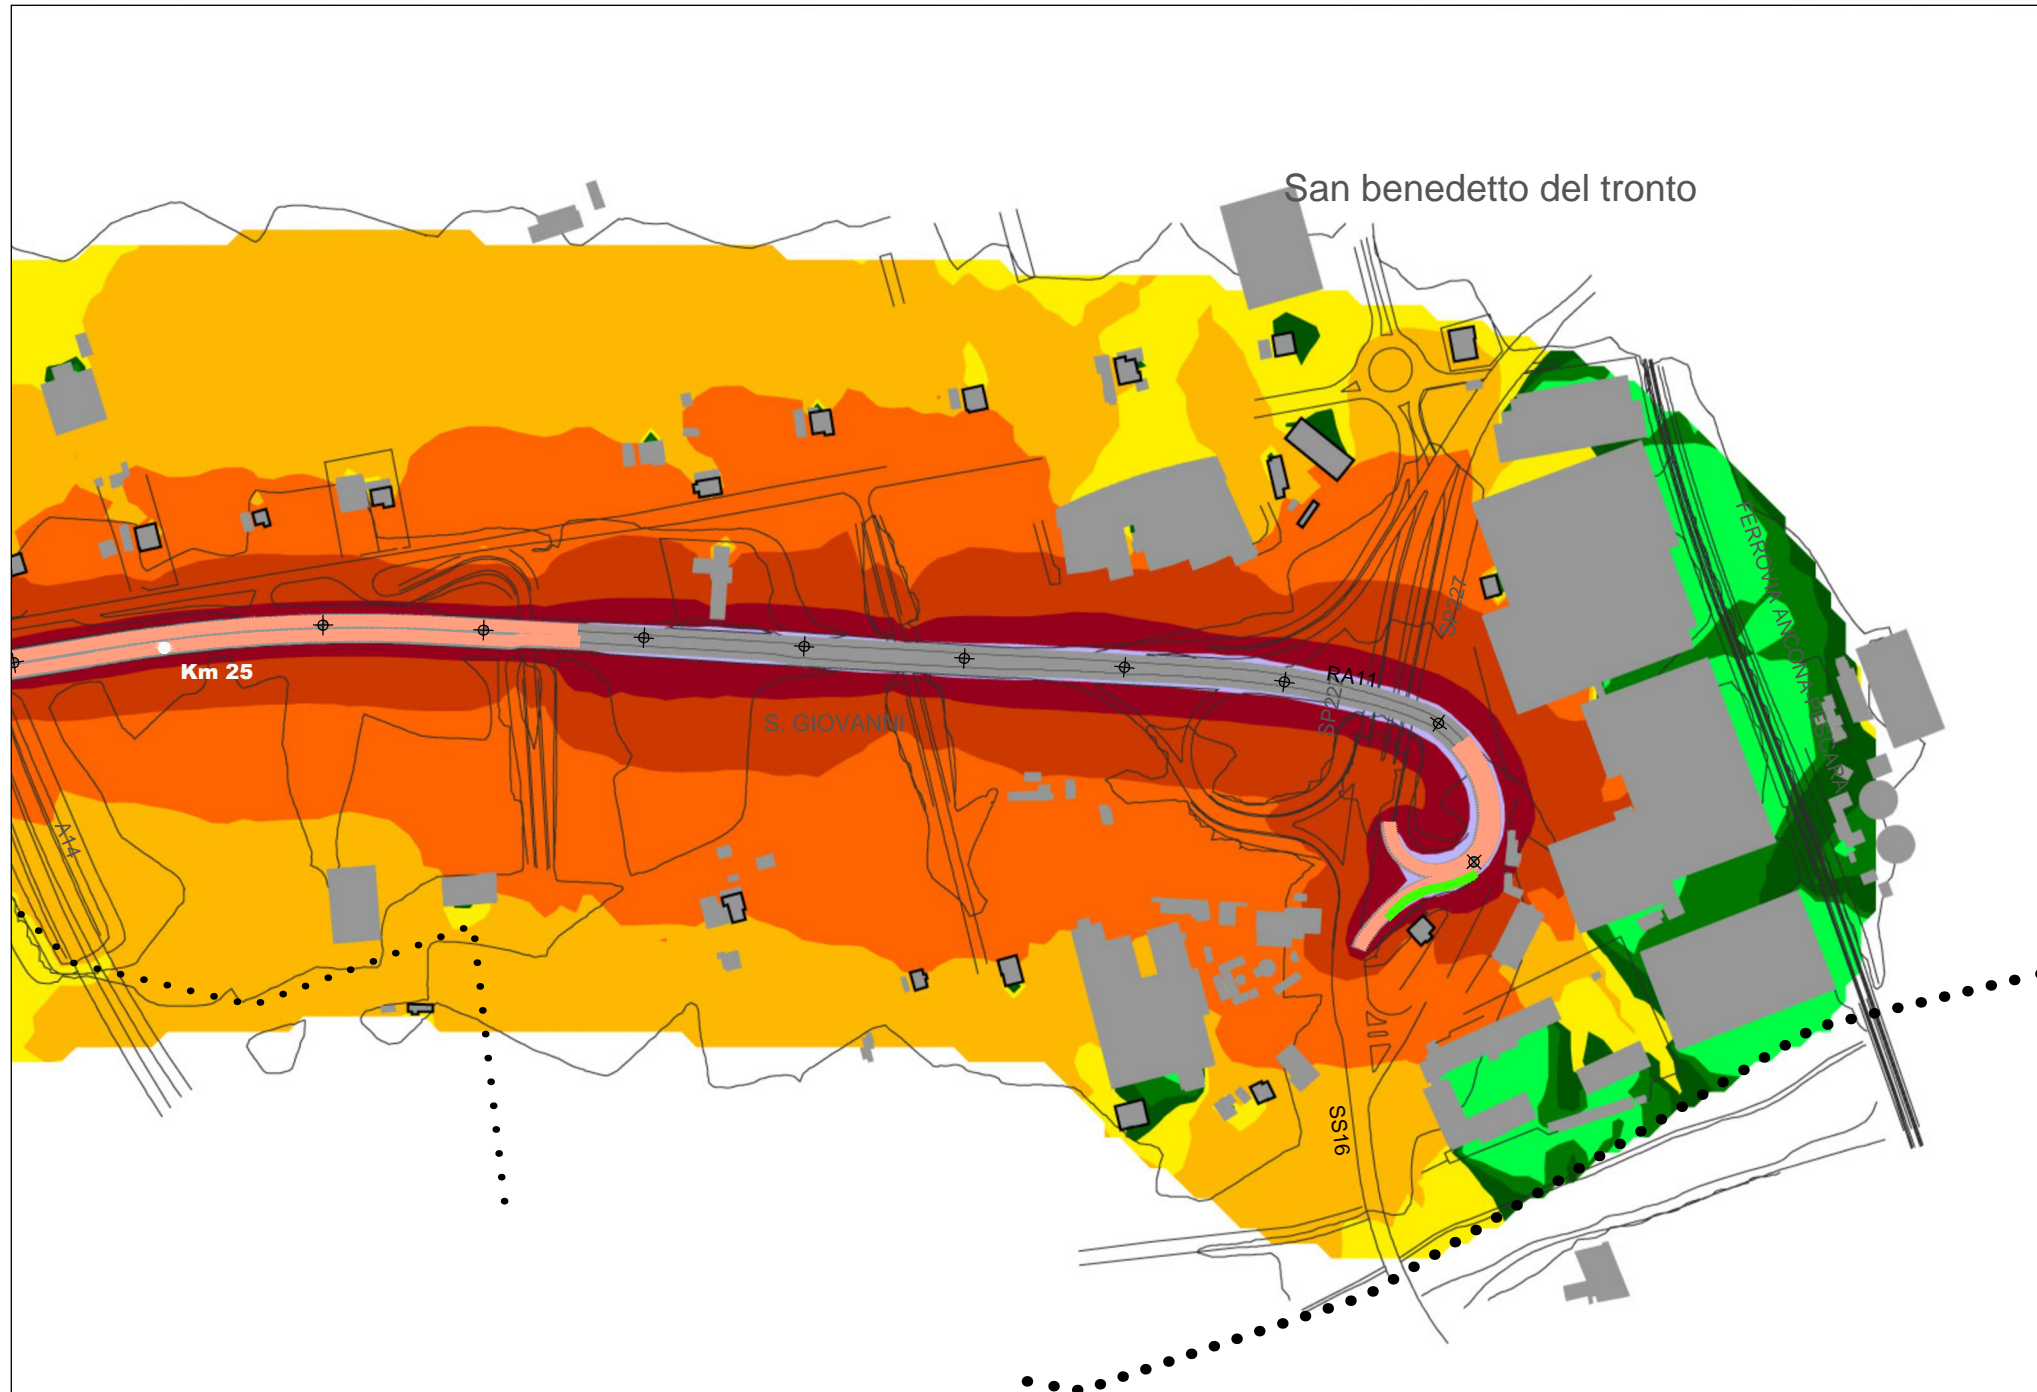 San benedetto del tronto
FERROVIA ANCONA PESCARA
SP227
Km 25
RA11
SP227
S. GIOVANNI
A14
SS16